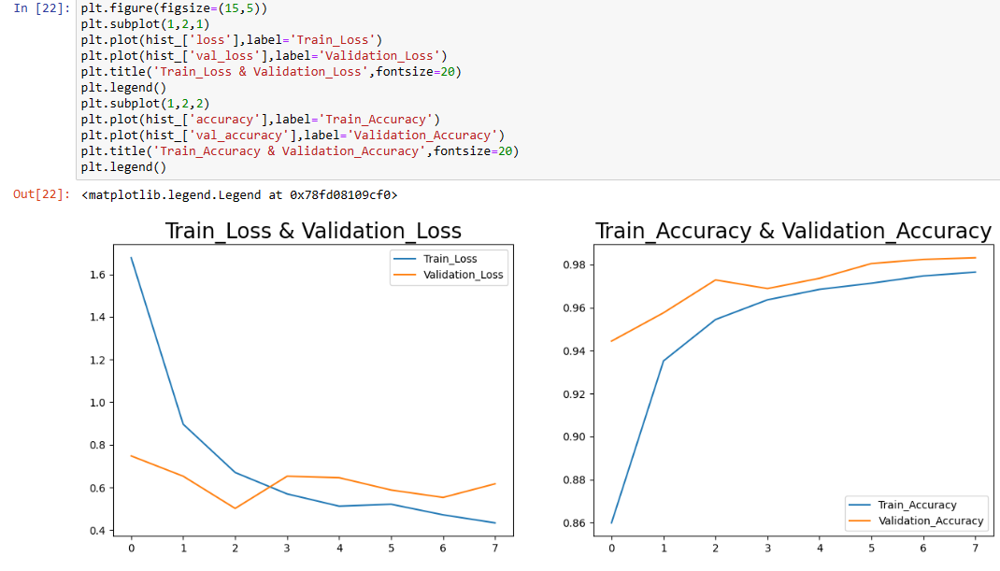 In [22]: plt.figure(figsize=(15,5))
plt.subplot(1,2,1)
plt.plot(hist_['loss'],label='Train_Loss')
plt.plot(hist_['val_loss'],label='Validation_Loss')
plt.title('Train_Loss & Validation_Loss',fontsize=20)
plt.legend()
plt.subplot(1,2,2)
plt.plot(hist_['accuracy'],label='Train_Accuracy')
plt.plot(hist_['val_accuracy'],label='Validation_Accuracy')
plt.title('Train_Accuracy & Validation_Accuracy',fontsize=20)
plt.legend()
Out[22]: <matplotlib.legend.Legend at 0x78fd08109cf0>
Train_Loss & Validation_Loss
Train_Loss
Validation_Loss
1.6
1.4
1.2
1.0
0.8
0.6
0.4
0 1 2 3 4 5 6 7
Train_Accuracy & Validation_Accuracy
0.98
0.96
0.94
0.92
0.90
0.88
0.86
Train_Accuracy
Validation_Accuracy
0 1 2 3 4 5 6 7